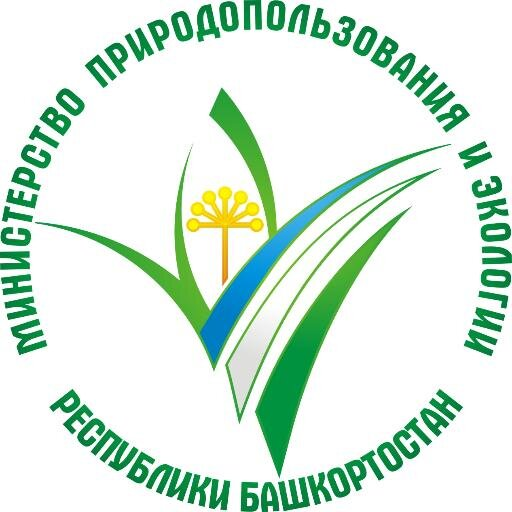 МИНИСТЕРСТВО ПРИРОДОПОЛЬЗОВАНИЯ И ЭКОЛОГИИ
РЕСПУБЛИКИ БАШКОРТОСТАН